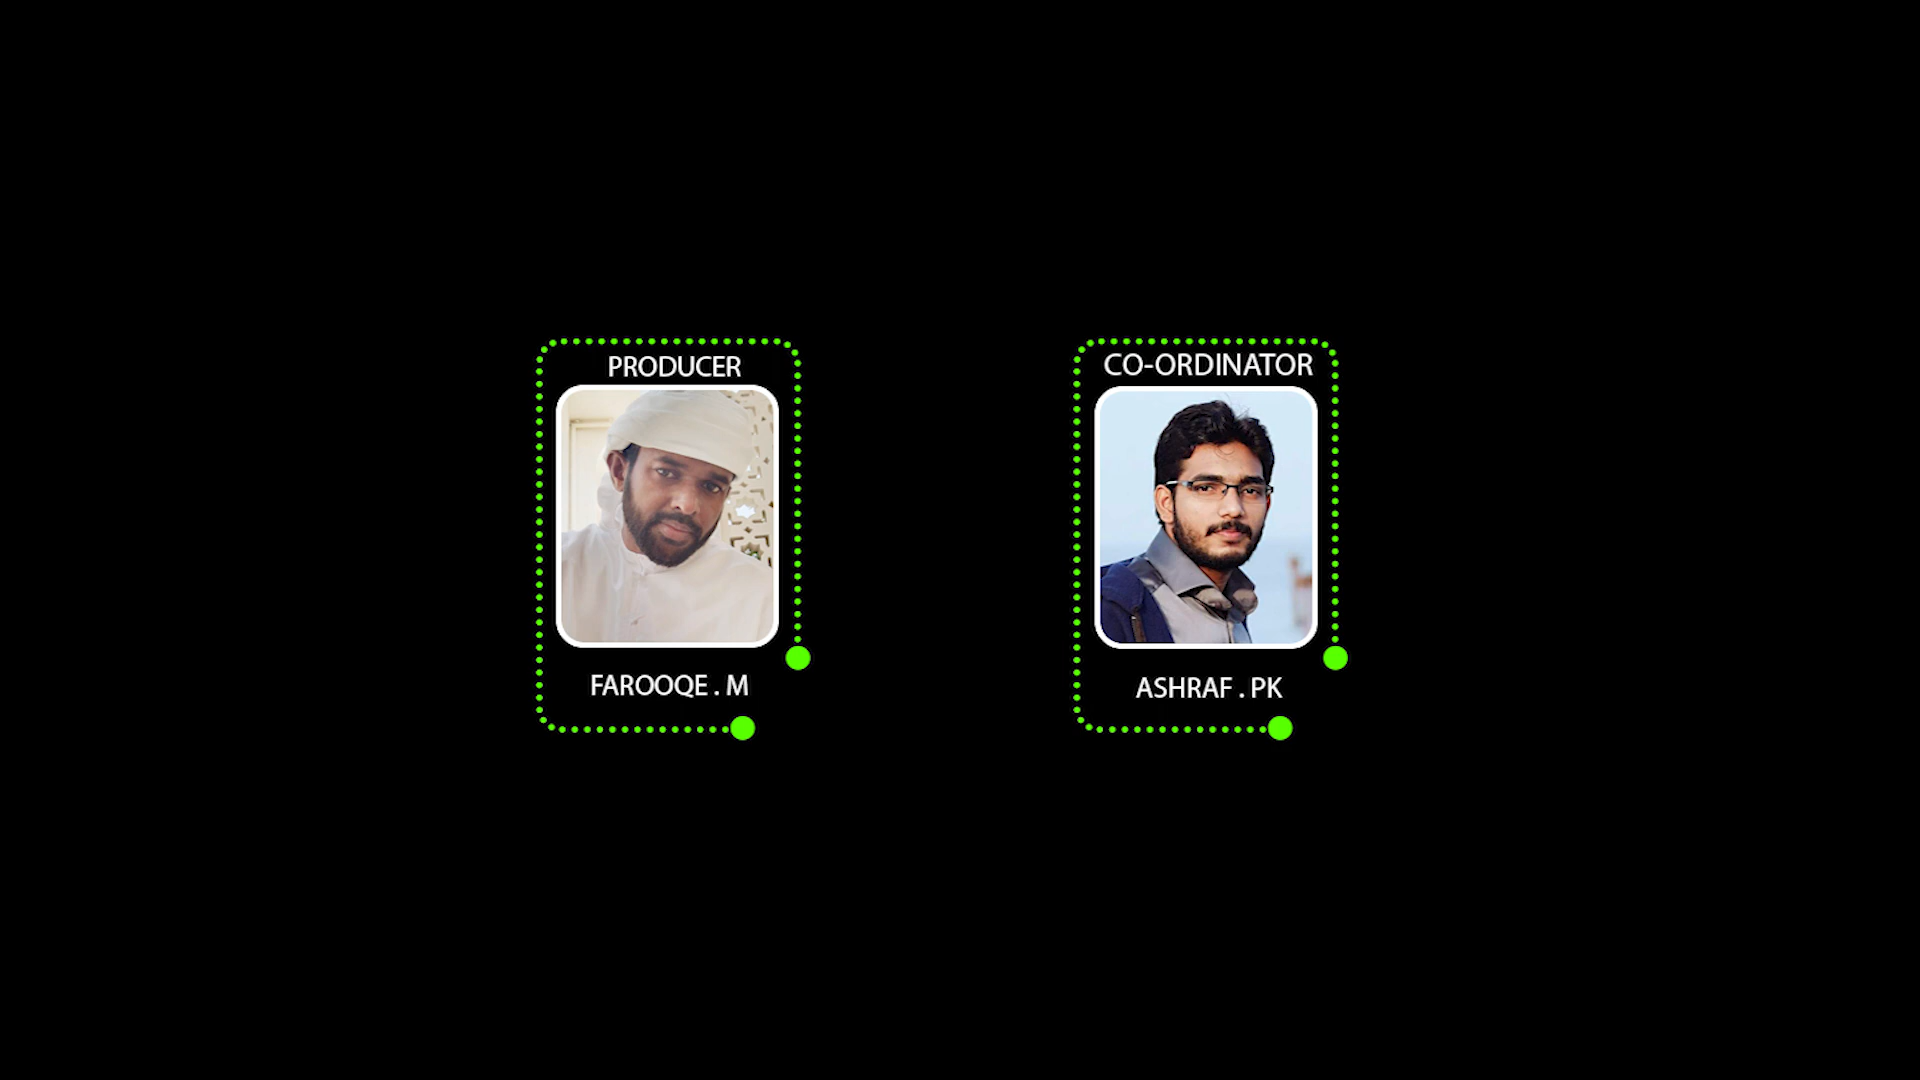 PRODUCER
FAROOQE . M
CO-ORDINATOR
ASHRAF . PK